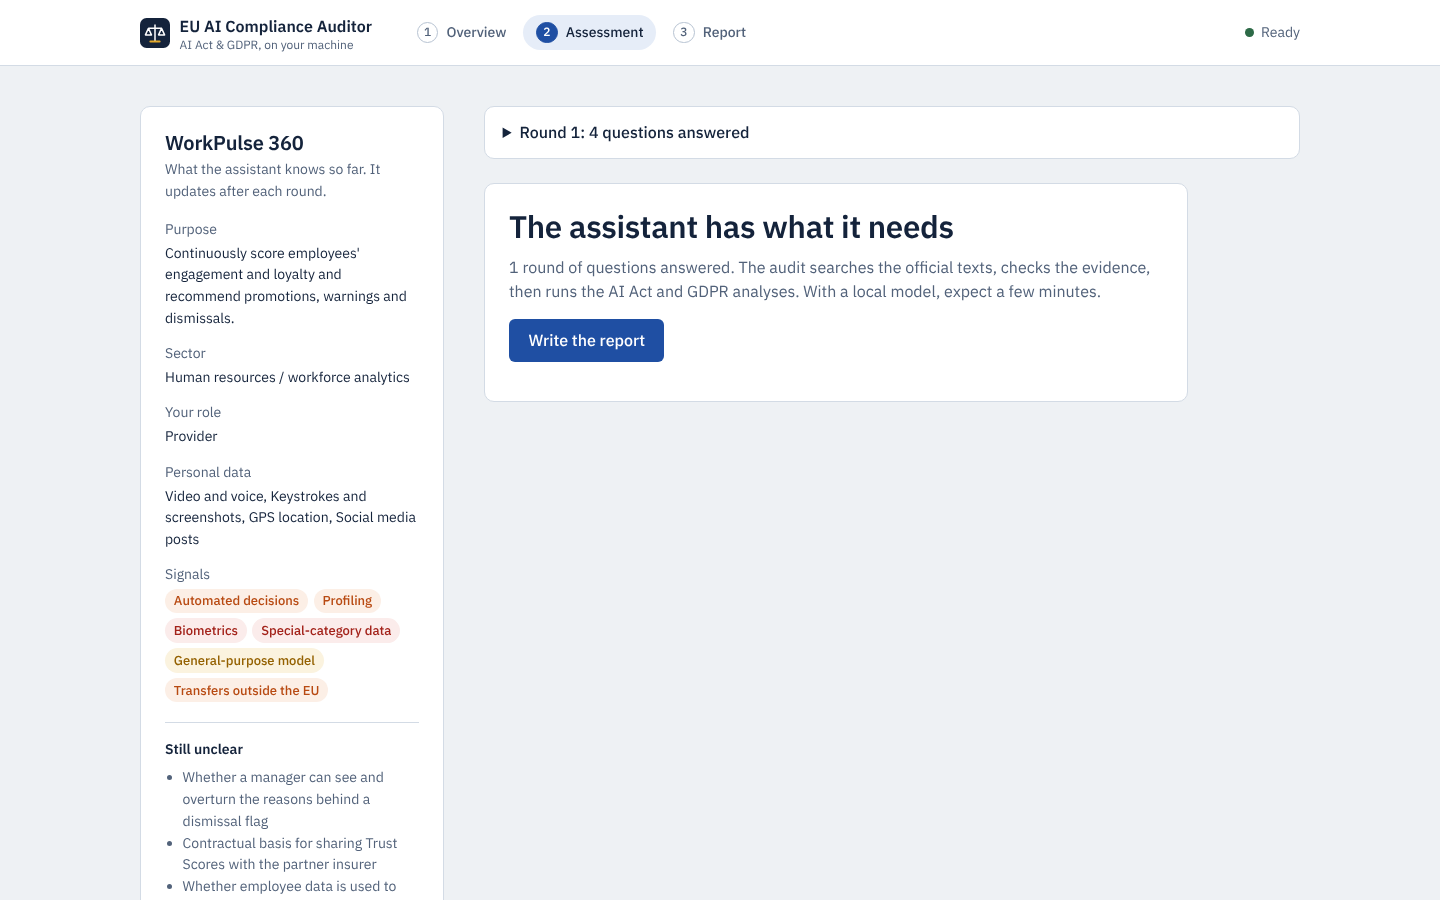 EU AI Compliance Auditor
AI Act & GDPR, on your machine
1 Overview
2 Assessment
3 Report
Ready
WorkPulse 360
What the assistant knows so far. It
updates after each round.
Purpose
Continuously score employees'
engagement and loyalty and
recommend promotions, warnings and
dismissals.
Sector
Human resources / workforce analytics
Your role
Provider
Personal data
Video and voice, Keystrokes and
screenshots, GPS location, Social media
posts
Signals
Automated decisions
Profiling
Biometrics
Special-category data
General-purpose model
Transfers outside the EU
Still unclear
Whether a manager can see and
overturn the reasons behind a
dismissal flag
Contractual basis for sharing Trust
Scores with the partner insurer
Whether employee data is used to
Round 1: 4 questions answered
The assistant has what it needs
1 round of questions answered. The audit searches the official texts, checks the evidence,
then runs the AI Act and GDPR analyses. With a local model, expect a few minutes.
Write the report